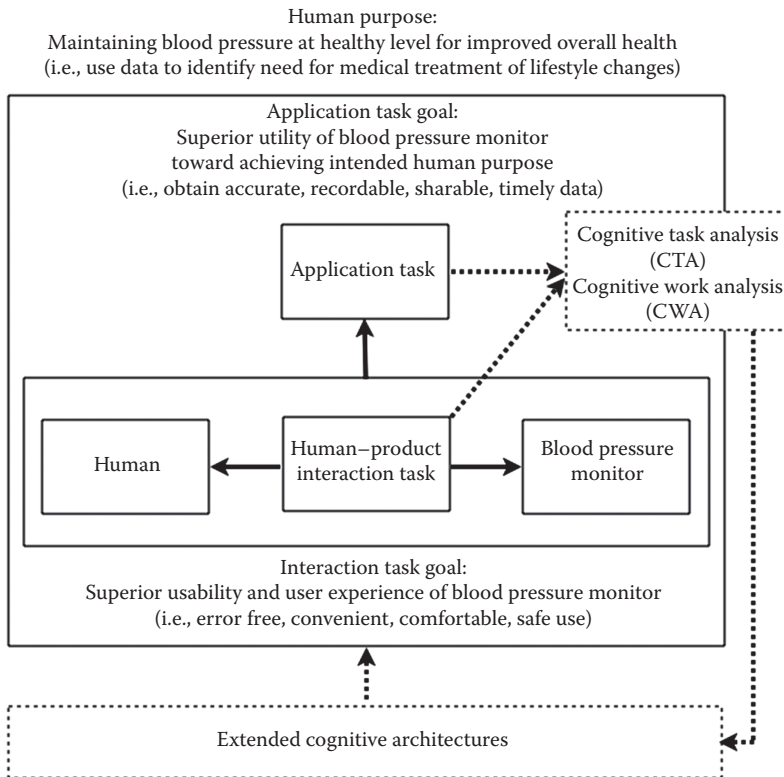 Human purpose:
Maintaining blood pressure at healthy level for improved overall health
(i.e., use data to identify need for medical treatment of lifestyle changes)
Application task goal:
Superior utility of blood pressure monitor
toward achieving intended human purpose
(i.e., obtain accurate, recordable, sharable, timely data)
Application task
Cognitive task analysis
(CTA)
Cognitive work analysis
(CWA)
Human
Human–product
interaction task
Blood pressure
monitor
Interaction task goal:
Superior usability and user experience of blood pressure monitor
(i.e., error free, convenient, comfortable, safe use)
Extended cognitive architectures